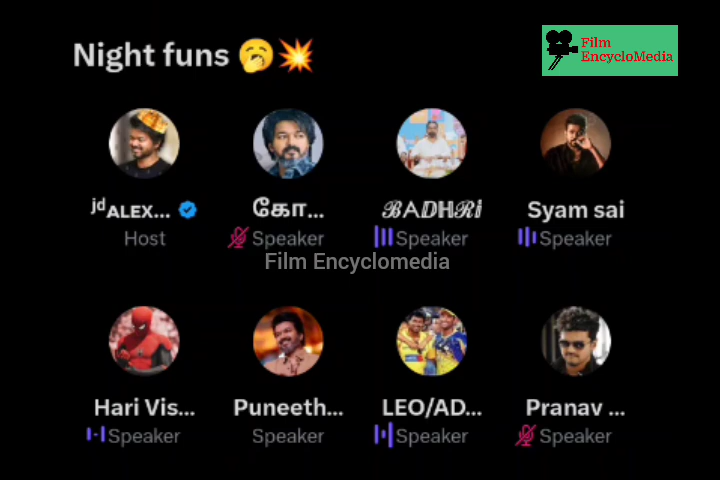 Night funs 🥱💥
Film
EncycloMedia
jᵈALEX...
கோ...
ℬADHℛi
Syam sai
Host
Speaker
Speaker
Speaker
Film Encyclomedia
Hari Vis...
Puneeth...
LEO/AD...
Pranav ...
Speaker
Speaker
Speaker
Speaker